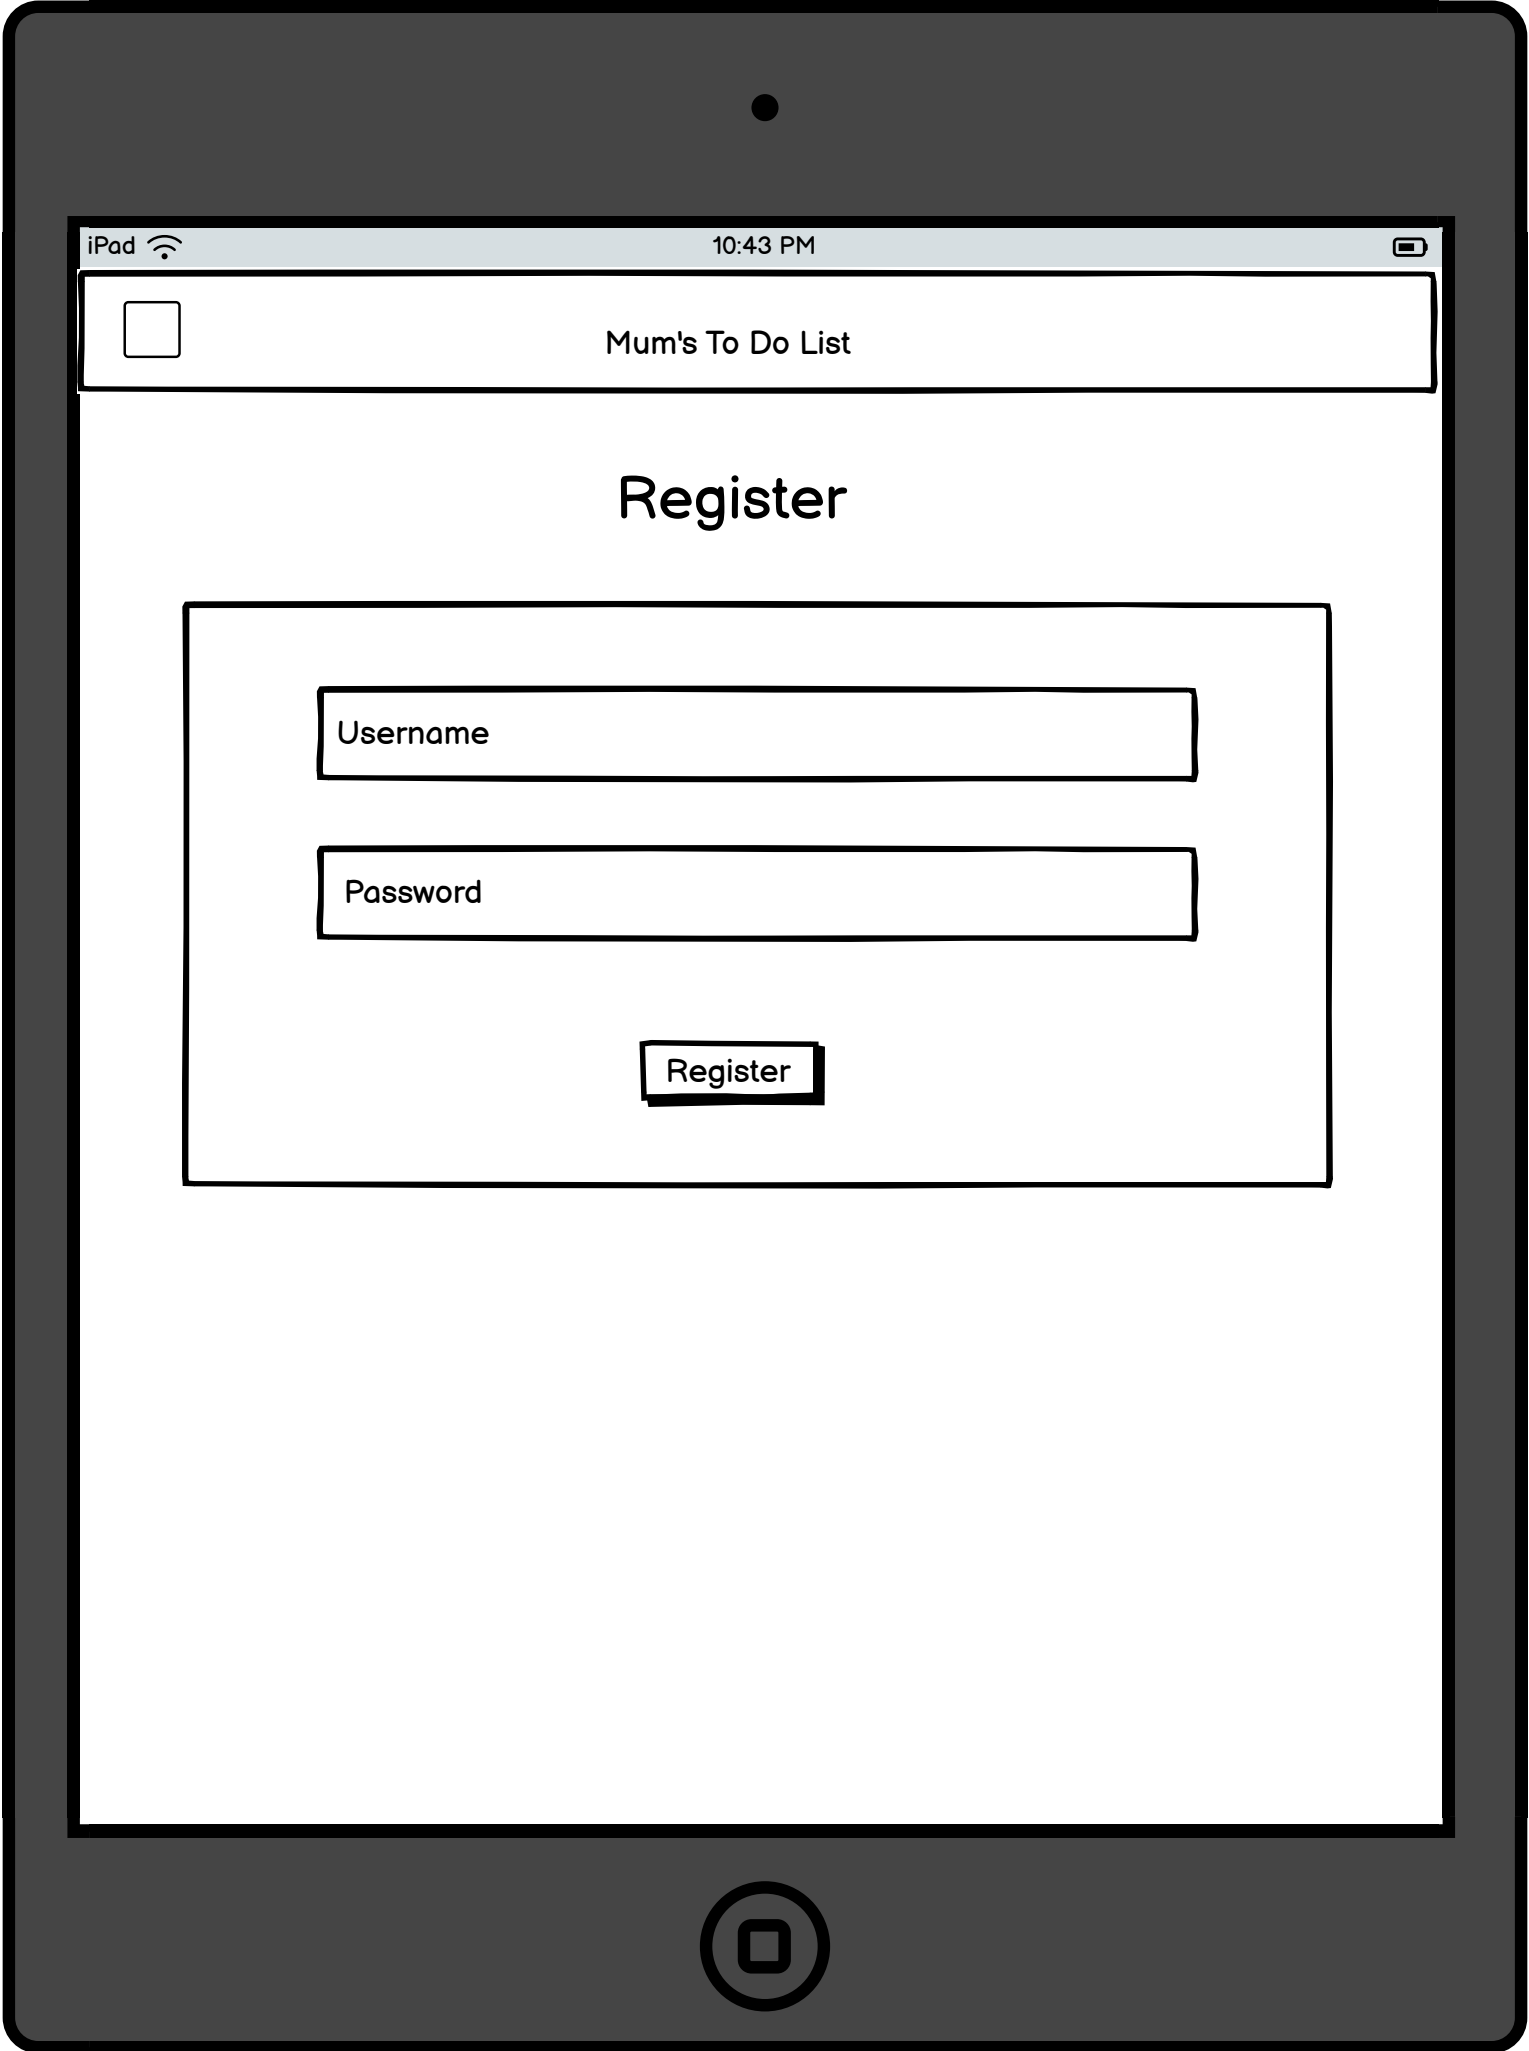 iPad
10:43 PM
Mum's To Do List
Register
Username
Password
Register